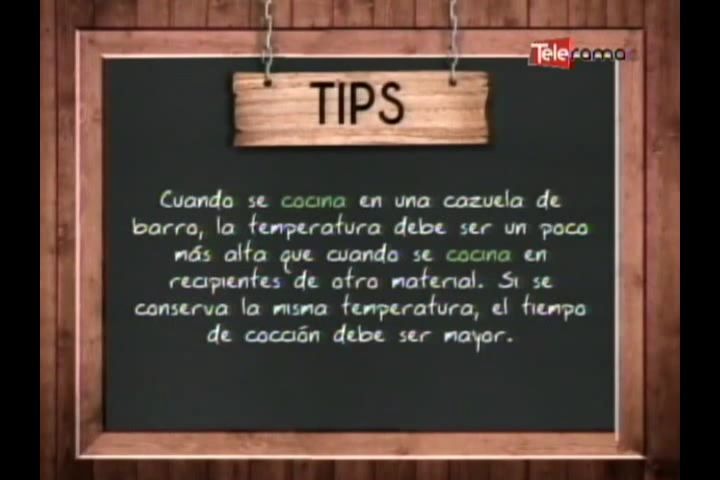 Teleramas
TIPS
Cuando se cocina en una cazuela de
barro, la temperatura debe ser un poco
más alta que cuando se cocina en
recipientes de otro material. Si se
conserva la misma temperatura, el tiempo
de cocción debe ser mayor.